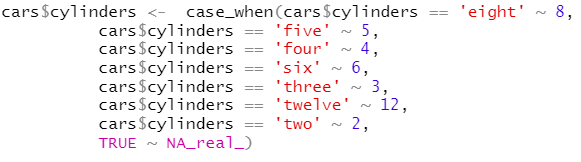 cars$cylinders <- case_when(cars$cylinders == 'eight' ~ 8,
cars$cylinders == 'five' ~ 5,
cars$cylinders == 'four' ~ 4,
cars$cylinders == 'six' ~ 6,
cars$cylinders == 'three' ~ 3,
cars$cylinders == 'twelve' ~ 12,
cars$cylinders == 'two' ~ 2,
TRUE ~ NA_real_)